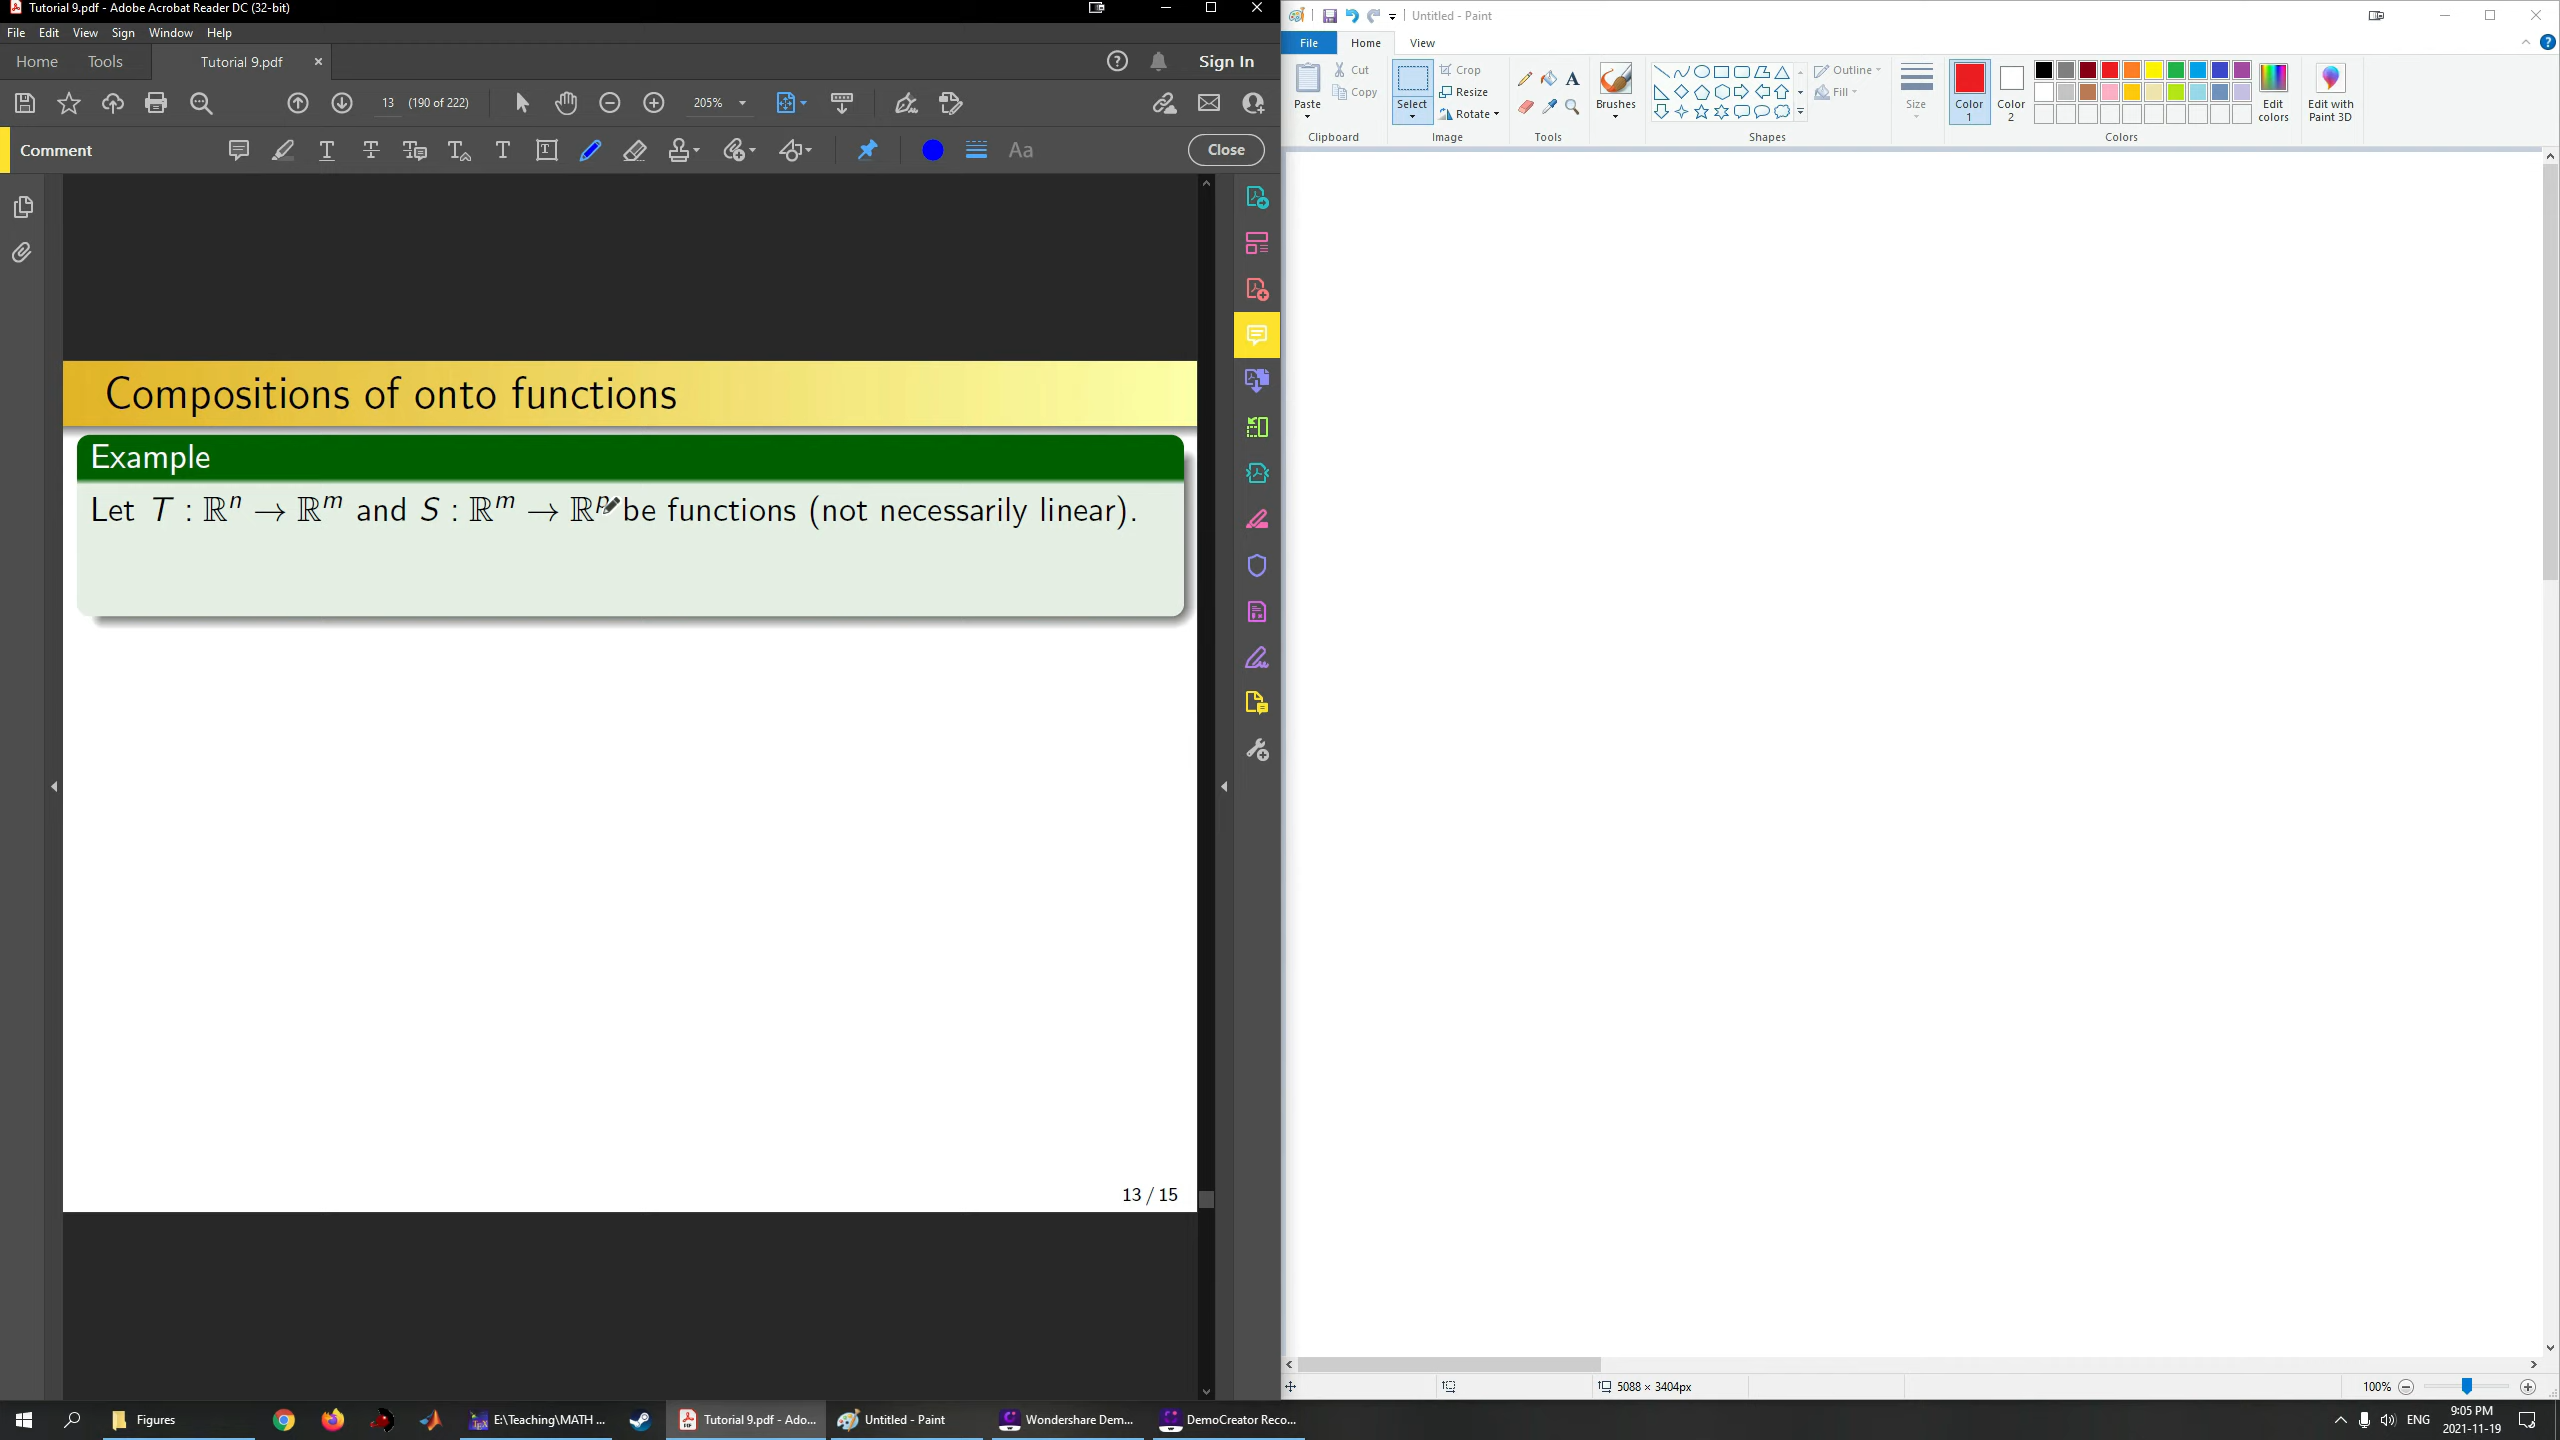 Tutorial 9.pdf - Adobe Acrobat Reader DC (32-bit)
File Edit View Sign Window Help
Home Tools Tutorial 9.pdf × Sign In
13 (190 of 222) 205%
Comment Aa Close
Compositions of onto functions
Example
Let T : ℝⁿ → ℝᵐ and S : ℝᵐ → ℝᵖ be functions (not necessarily linear).
13 / 15
Untitled - Paint
File Home View
Paste
Cut
Copy
Clipboard
Select
Crop
Resize
Rotate
Image
A
Tools
Brushes
Outline
Fill
Shapes
Size
Color 1
Color 2
Edit colors
Colors
Edit with Paint 3D
5088 × 3404px
100%
Figures
E:\Teaching\MATH ...
Tutorial 9.pdf - Ado...
Untitled - Paint
Wondershare Dem...
DemoCreator Reco...
ENG
9:05 PM
2021-11-19